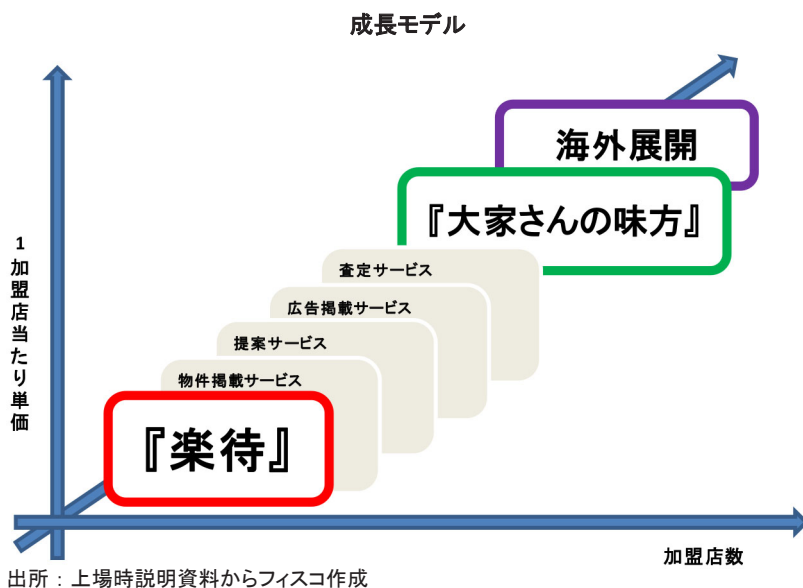 成長モデル
海外展開
『大家さんの味方』
査定サービス
広告掲載サービス
提案サービス
物件掲載サービス
『楽待』
1加盟店当たり単価
加盟店数
出所：上場時説明資料からフィスコ作成